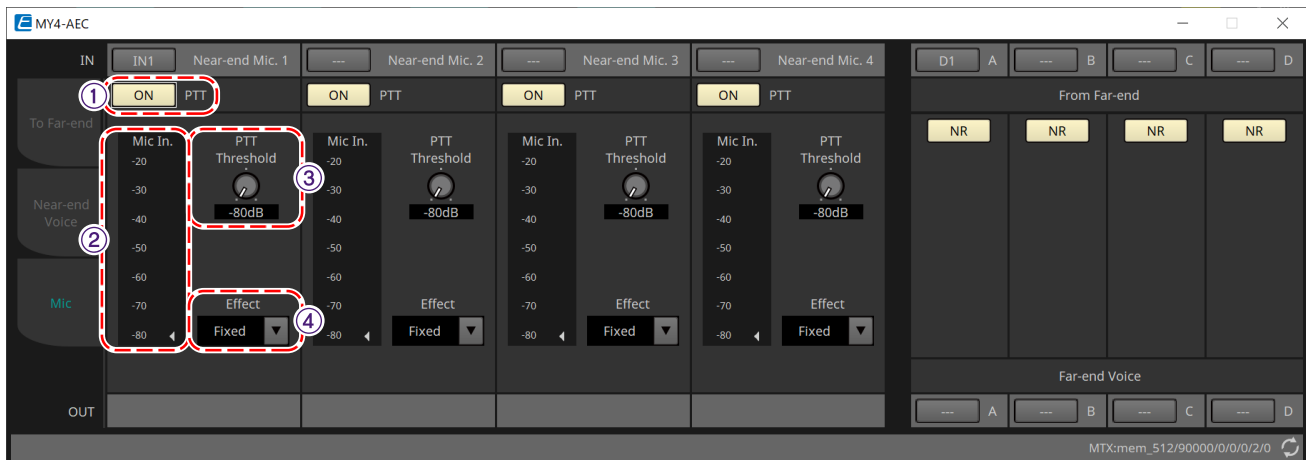 MY4-AEC
IN IN1 Near-end Mic. 1 --- Near-end Mic. 2 --- Near-end Mic. 3 --- Near-end Mic. 4 D1 A --- B --- C --- D
① ON PTT ON PTT ON PTT ON PTT From Far-end
To Far-end
NR NR NR NR
Mic In. PTT Threshold Mic In. PTT Threshold Mic In. PTT Threshold Mic In. PTT Threshold
-20 -20 -20 -20
③
-30 -30 -30 -30
Near-end Voice
-80dB -80dB -80dB -80dB
-40 -40 -40 -40
②
-50 -50 -50 -50
-60 -60 -60 -60
Mic
-70 Effect -70 Effect -70 Effect -70 Effect
④
-80 Fixed -80 Fixed -80 Fixed -80 Fixed
Far-end Voice
OUT --- A --- B --- C --- D
MTX:mem_512/90000/0/0/0/2/0